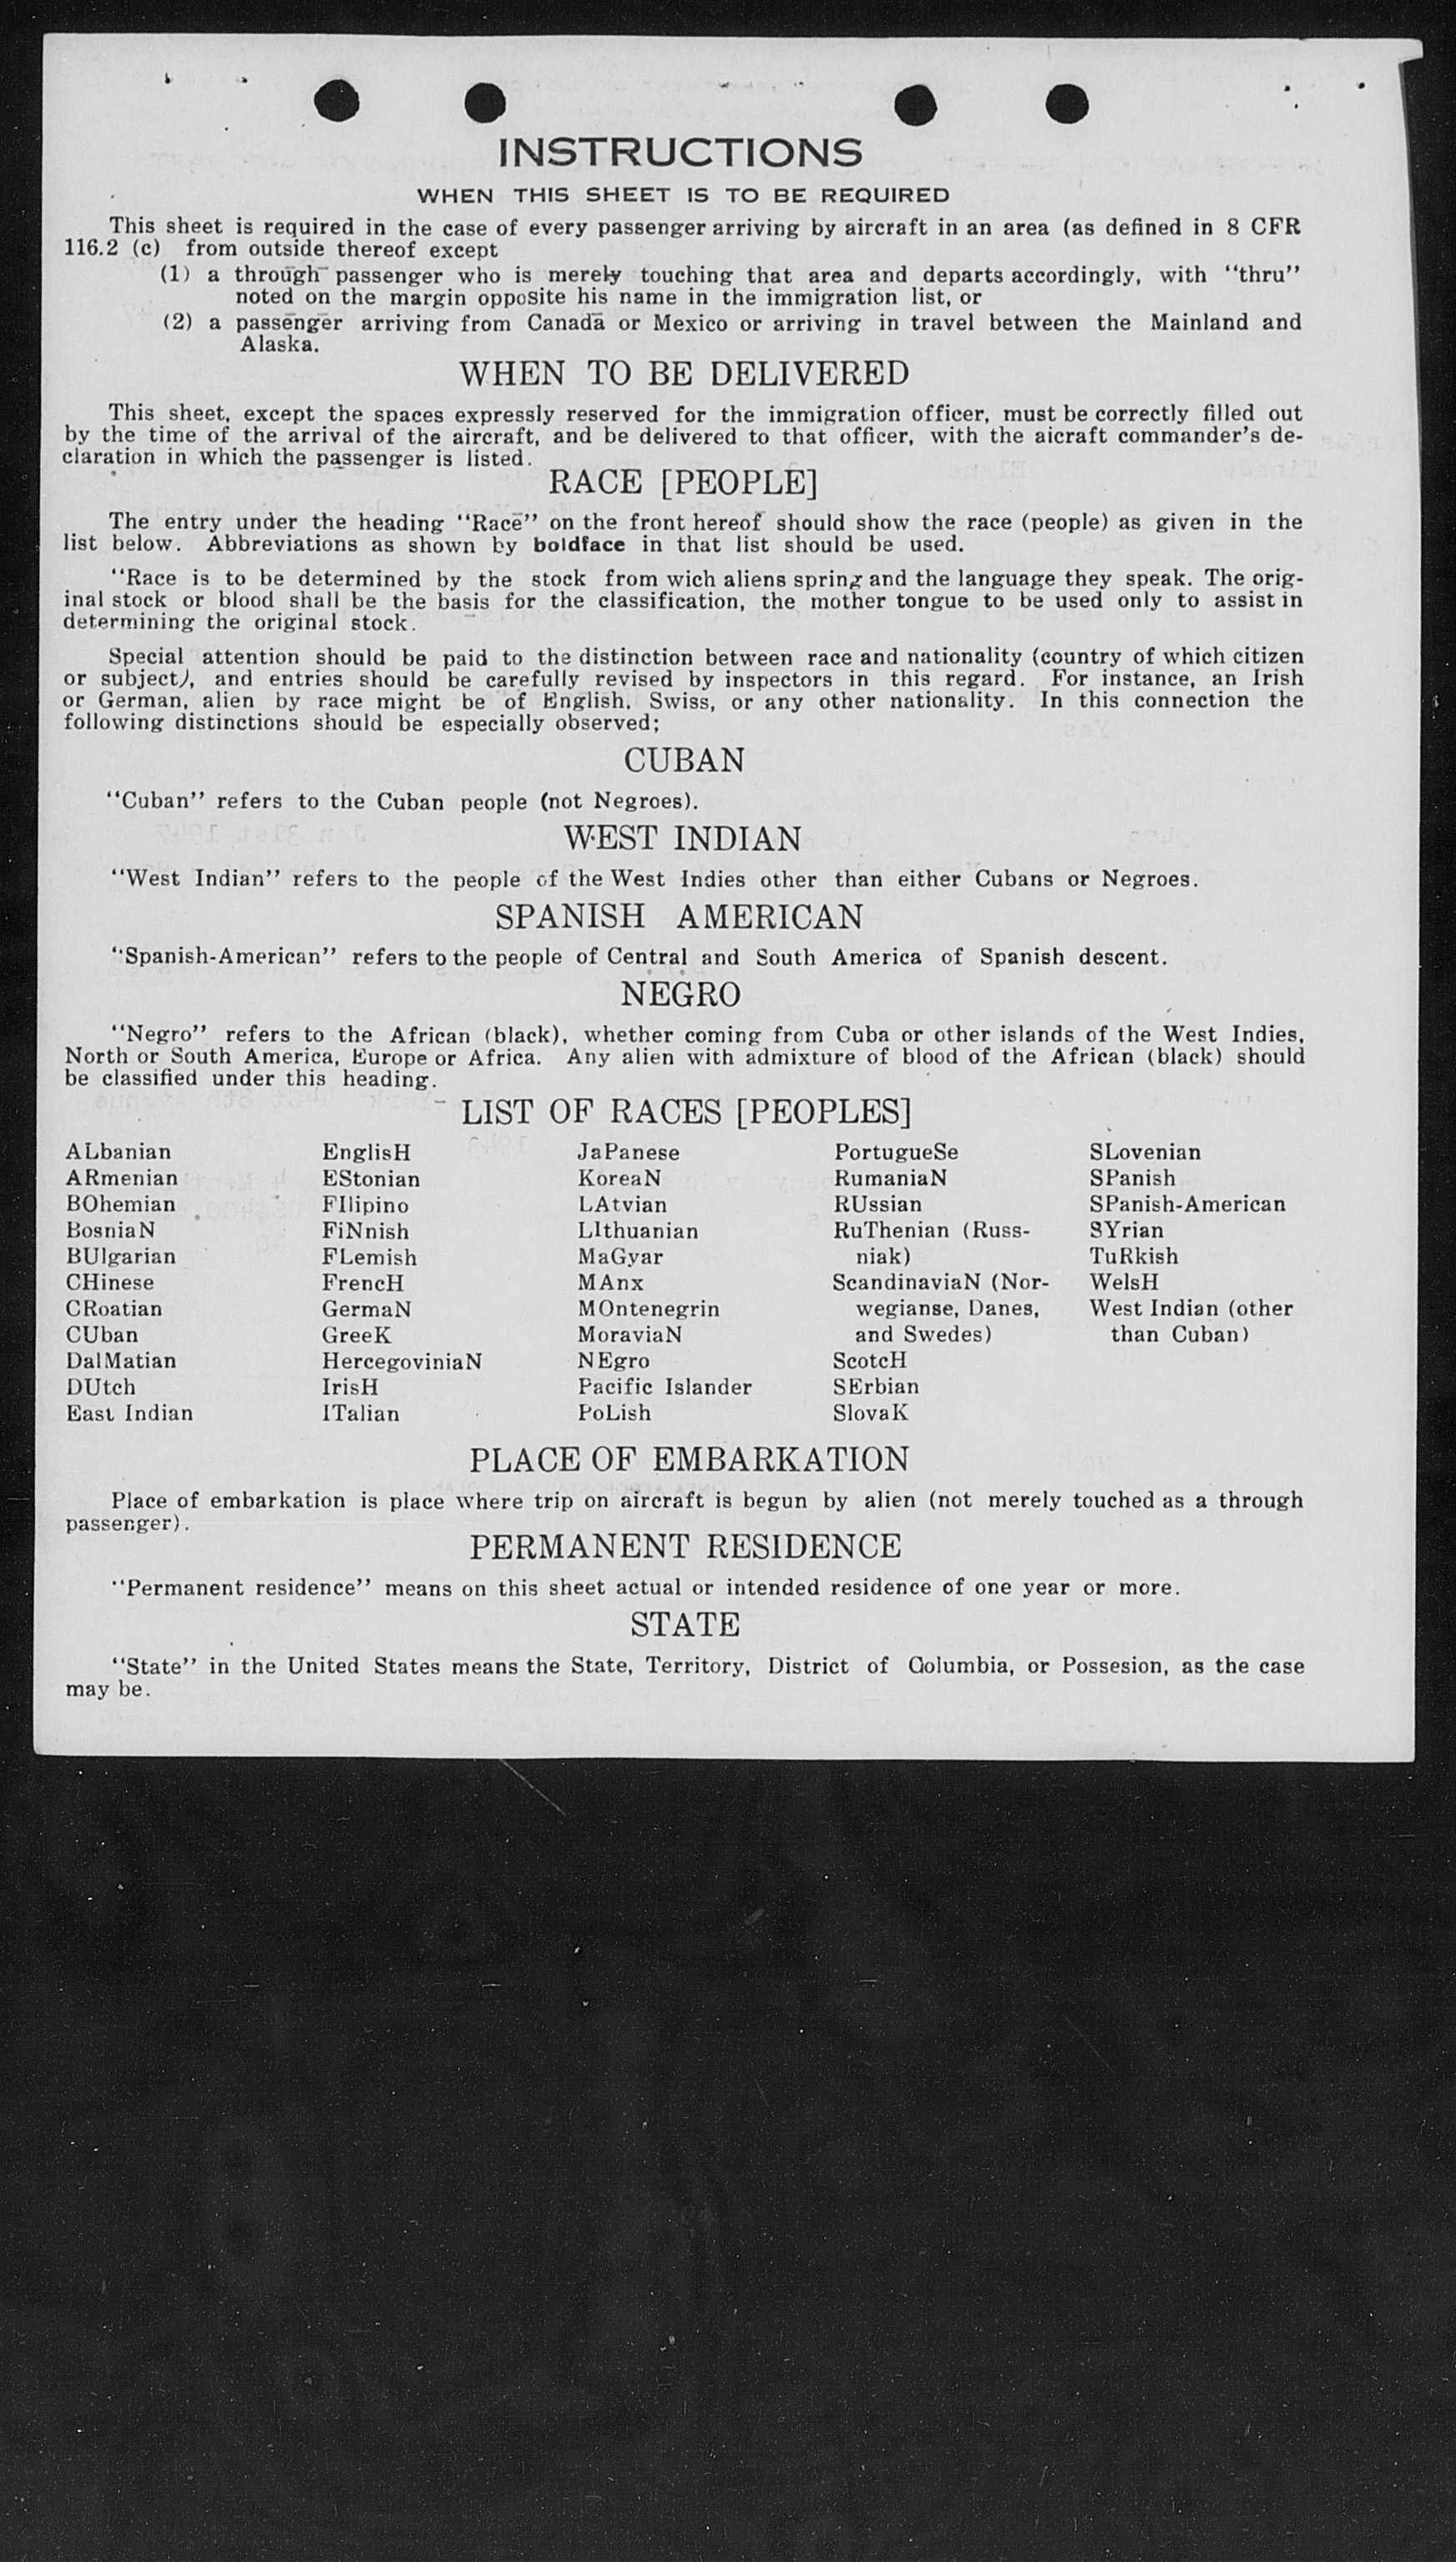 INSTRUCTIONS
WHEN THIS SHEET IS TO BE REQUIRED
This sheet is required in the case of every passenger arriving by aircraft in an area (as defined in 8 CFR
116.2 (c) from outside thereof except
(1) a through passenger who is merely touching that area and departs accordingly, with "thru"
noted on the margin opposite his name in the immigration list, or
(2) a passenger arriving from Canada or Mexico or arriving in travel between the Mainland and
Alaska.
WHEN TO BE DELIVERED
This sheet, except the spaces expressly reserved for the immigration officer, must be correctly filled out
by the time of the arrival of the aircraft, and be delivered to that officer, with the aicraft commander's de-
claration in which the passenger is listed.
RACE [PEOPLE]
The entry under the heading "Race" on the front hereof should show the race (people) as given in the
list below. Abbreviations as shown by boldface in that list should be used.
"Race is to be determined by the stock from wich aliens spring and the language they speak. The orig-
inal stock or blood shall be the basis for the classification, the mother tongue to be used only to assist in
determining the original stock.
Special attention should be paid to the distinction between race and nationality (country of which citizen
or subject), and entries should be carefully revised by inspectors in this regard. For instance, an Irish
or German, alien by race might be of English. Swiss, or any other nationality. In this connection the
following distinctions should be especially observed;
CUBAN
"Cuban" refers to the Cuban people (not Negroes).
WEST INDIAN
"West Indian" refers to the people of the West Indies other than either Cubans or Negroes.
SPANISH AMERICAN
"Spanish-American" refers to the people of Central and South America of Spanish descent.
NEGRO
"Negro" refers to the African (black), whether coming from Cuba or other islands of the West Indies,
North or South America, Europe or Africa. Any alien with admixture of blood of the African (black) should
be classified under this heading.
LIST OF RACES [PEOPLES]
ALbanian
ARmenian
BOhemian
BosniaN
BUlgarian
CHinese
CRoatian
CUban
DalMatian
DUtch
East Indian
EnglisH
EStonian
FIlipino
FiNnish
FLemish
FrencH
GermaN
GreeK
HercegoviniaN
IrisH
ITalian
JaPanese
KoreaN
LAtvian
LIthuanian
MaGyar
MAnx
MOntenegrin
MoraviaN
NEgro
Pacific Islander
PoLish
PortugueSe
RumaniaN
RUssian
RuThenian (Russ-
niak)
ScandinaviaN (Nor-
wegianse, Danes,
and Swedes)
ScotcH
SErbian
SlovaK
SLovenian
SPanish
SPanish-American
SYrian
TuRkish
WelsH
West Indian (other
than Cuban)
PLACE OF EMBARKATION
Place of embarkation is place where trip on aircraft is begun by alien (not merely touched as a through
passenger).
PERMANENT RESIDENCE
"Permanent residence" means on this sheet actual or intended residence of one year or more.
STATE
"State" in the United States means the State, Territory, District of Columbia, or Possesion, as the case
may be.